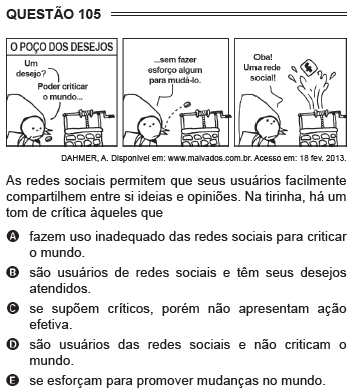 QUESTÃO 105
O POÇO DOS DESEJOS
Um
desejo?
Poder criticar
o mundo...
...sem fazer
esforço algum
para mudá-lo.
Oba!
Uma rede
social!
DAHMER, A. Disponível em: www.malvados.com.br. Acesso em: 18 fev. 2013.
As redes sociais permitem que seus usuários facilmente
compartilhem entre si ideias e opiniões. Na tirinha, há um
tom de crítica àqueles que
A fazem uso inadequado das redes sociais para criticar
o mundo.
B são usuários de redes sociais e têm seus desejos
atendidos.
C se supõem críticos, porém não apresentam ação
efetiva.
D são usuários das redes sociais e não criticam o
mundo.
E se esforçam para promover mudanças no mundo.